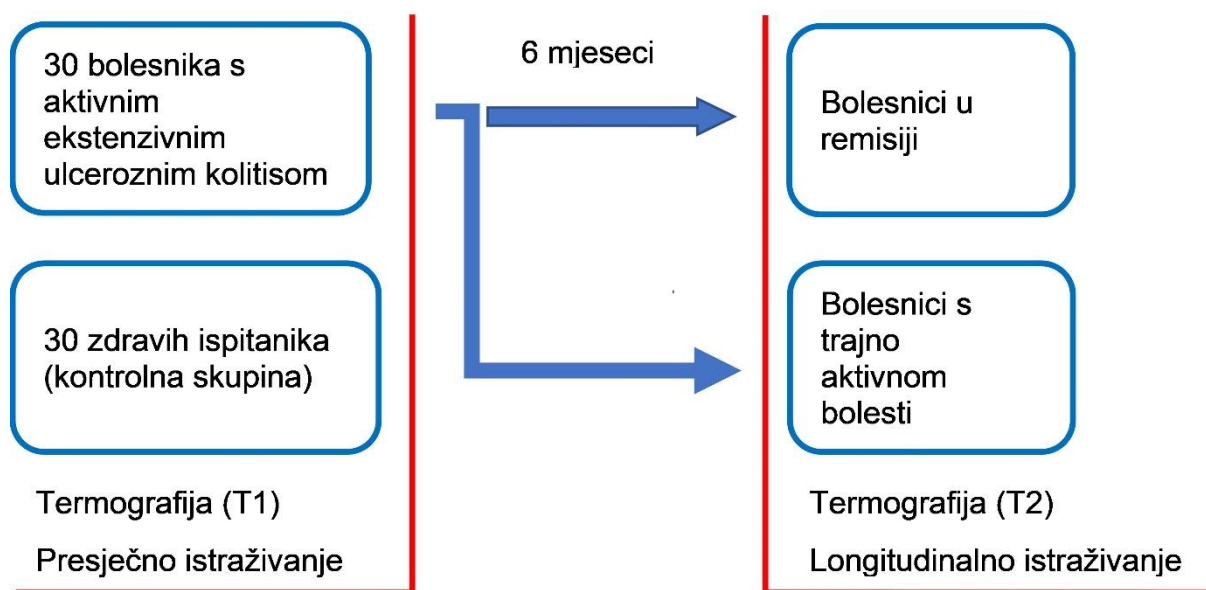 30 bolesnika s
aktivnim
ekstenzivnim
ulceroznim kolitisom
30 zdravih ispitanika
(kontrolna skupina)
Termografija (T1)
Presječno istraživanje
6 mjeseci
Bolesnici u
remisiji
Bolesnici s
trajno
aktivnom
bolesti
Termografija (T2)
Longitudinalno istraživanje